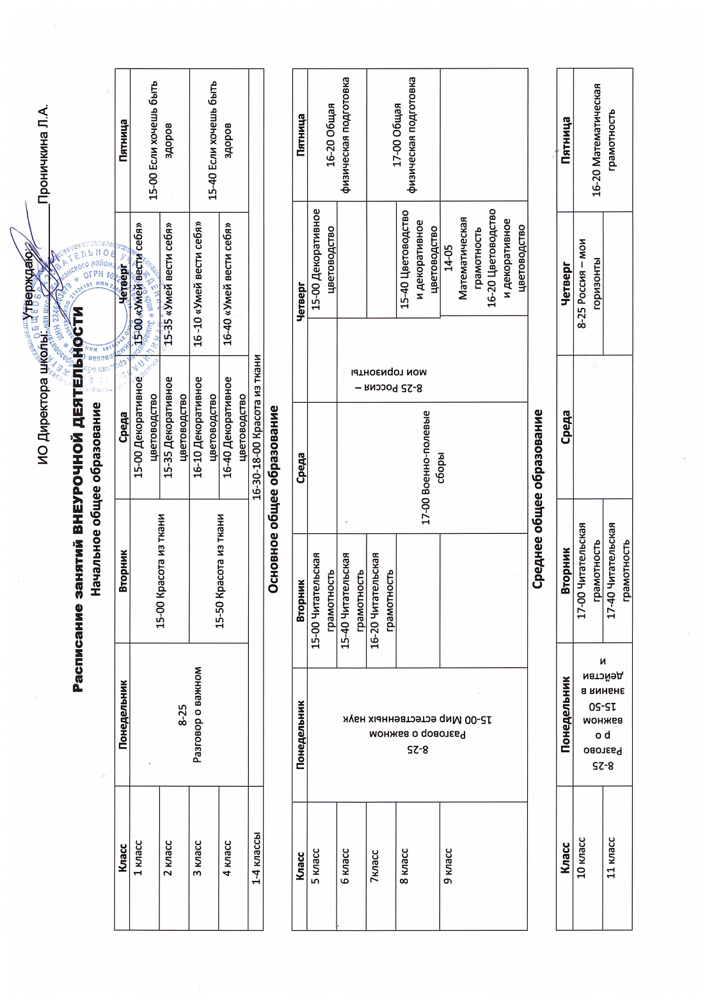 Утверждаю:
ИО Директора школы: Проничкина Л.А.
Расписание занятий ВНЕУРОЧНОЙ ДЕЯТЕЛЬНОСТИ
Начальное общее образование
Класс Понедельник Вторник Среда Четверг Пятница
1 класс
2 класс
3 класс
4 класс
8-25
Разговор о важном
15-00 Красота из ткани
15-50 Красота из ткани
15-00 Декоративное
цветоводство
15-35 Декоративное
цветоводство
16-10 Декоративное
цветоводство
16-40 Декоративное
цветоводство
15-00 «Умей вести себя»
15-35 «Умей вести себя»
16 -10 «Умей вести себя»
16-40 «Умей вести себя»
15-00 Если хочешь быть
здоров
15-40 Если хочешь быть
здоров
1-4 классы 16-30-18-00 Красота из ткани
Основное общее образование
Класс Понедельник Вторник Среда Четверг Пятница
5 класс
6 класс
7класс
8 класс
9 класс
8-25
Разговор о важном
15-00 Мир естественных наук
15-00 Читательская
грамотность
15-40 Читательская
грамотность
16-20 Читательская
грамотность
17-00 Военно-полевые
сборы
8-25 Россия –
мои горизонты
15-00 Декоративное
цветоводство
15-40 Цветоводство
и декоративное
цветоводство
14-05
Математическая
грамотность
16-20 Цветоводство
и декоративное
цветоводство
16-20 Общая
физическая подготовка
17-00 Общая
физическая подготовка
Среднее общее образование
Класс Понедельник Вторник Среда Четверг Пятница
10 класс
11 класс
8-25
Разгово
р о
важном
15-50
знания в
действи
и
17-00 Читательская
грамотность
17-40 Читательская
грамотность
8-25 Россия – мои
горизонты
16-20 Математическая
грамотность